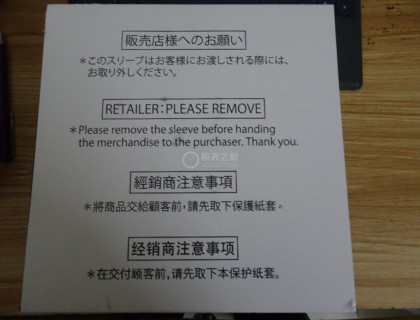 販売店様へのお願い
＊このスリーブはお客様にお渡しされる際には、
お取り外しください。
RETAILER:PLEASE REMOVE
＊Please remove the sleeve before handing
the merchandise to the purchaser. Thank you.
腕表之家
經銷商注意事項
＊將商品交給顧客前，請先取下保護紙套。
经销商注意事项
＊在交付顾客前,请先取下本保护纸套。